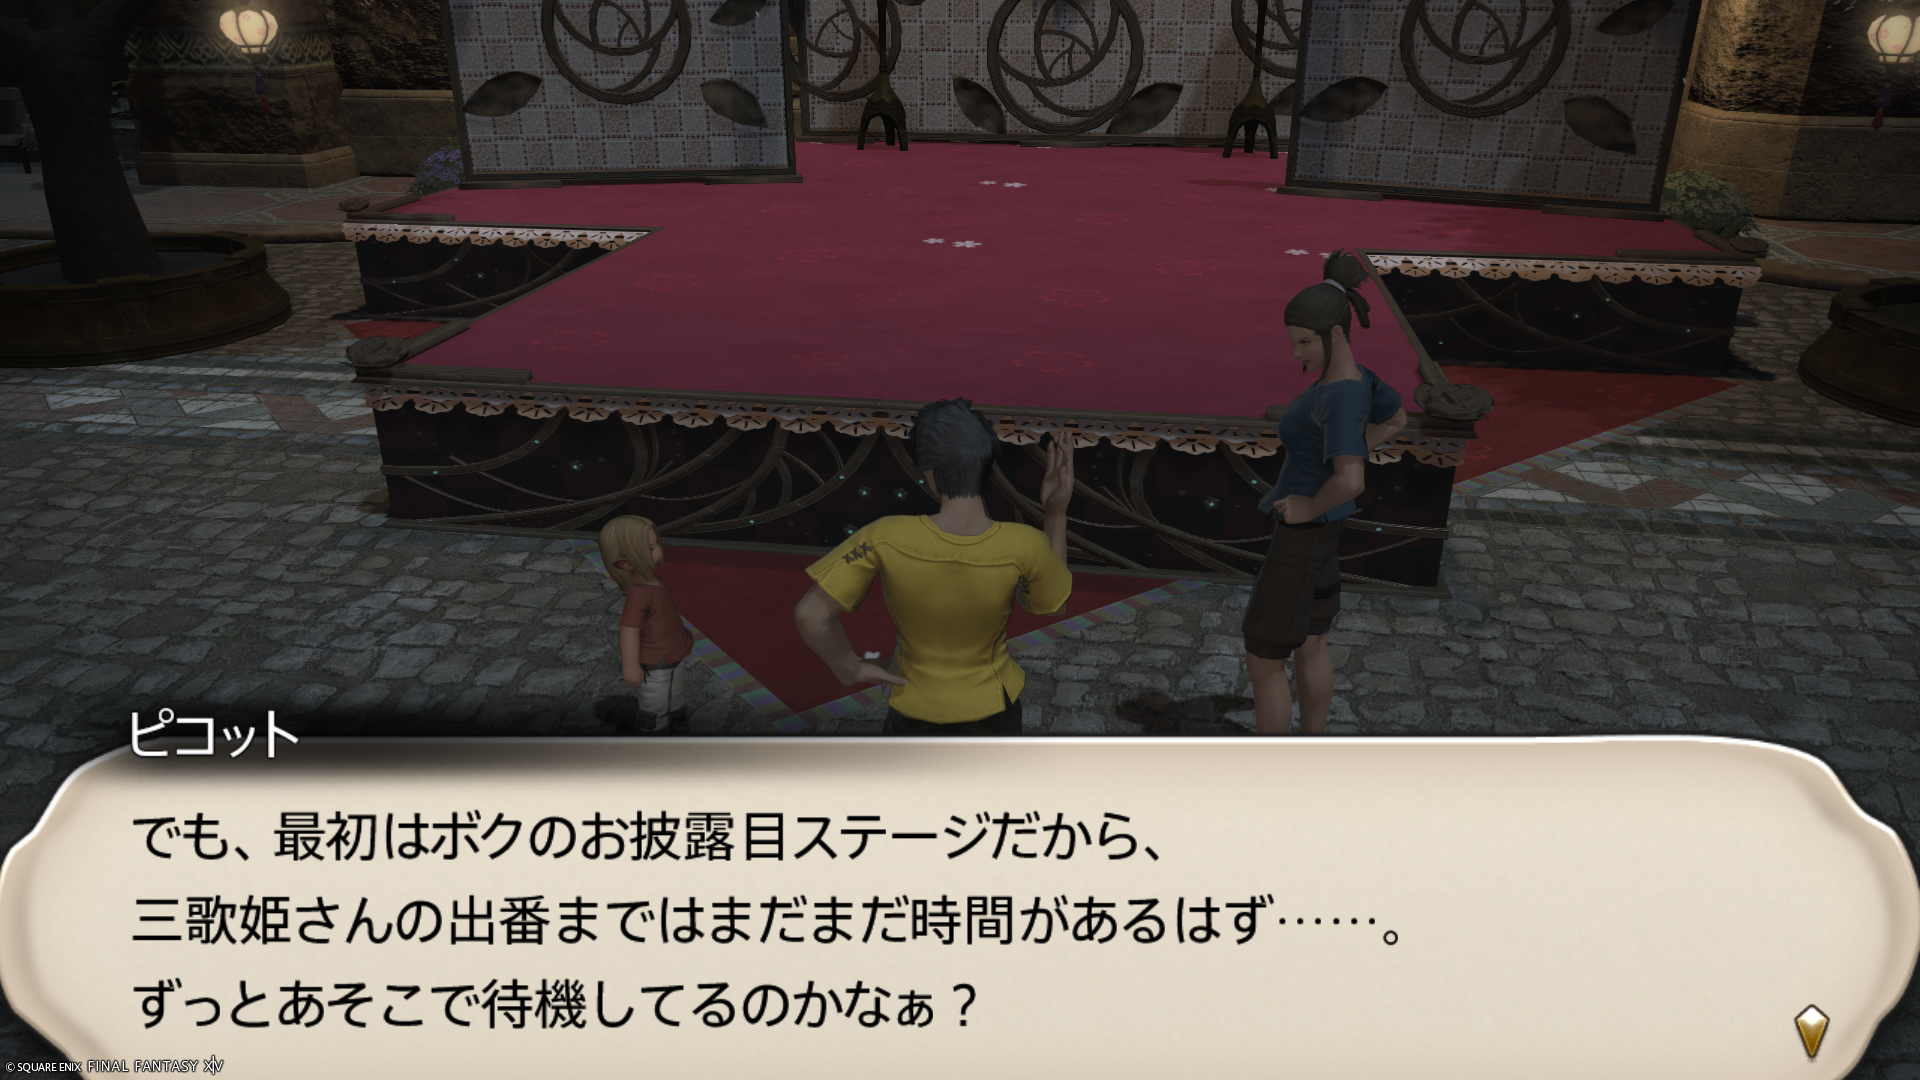 ピコット
でも、最初はボクのお披露目ステージだから、
三歌姫さんの出番まではまだまだ時間があるはず……。
ずっとあそこで待機してるのかなぁ？
© SQUARE ENIX FINAL FANTASY XIV